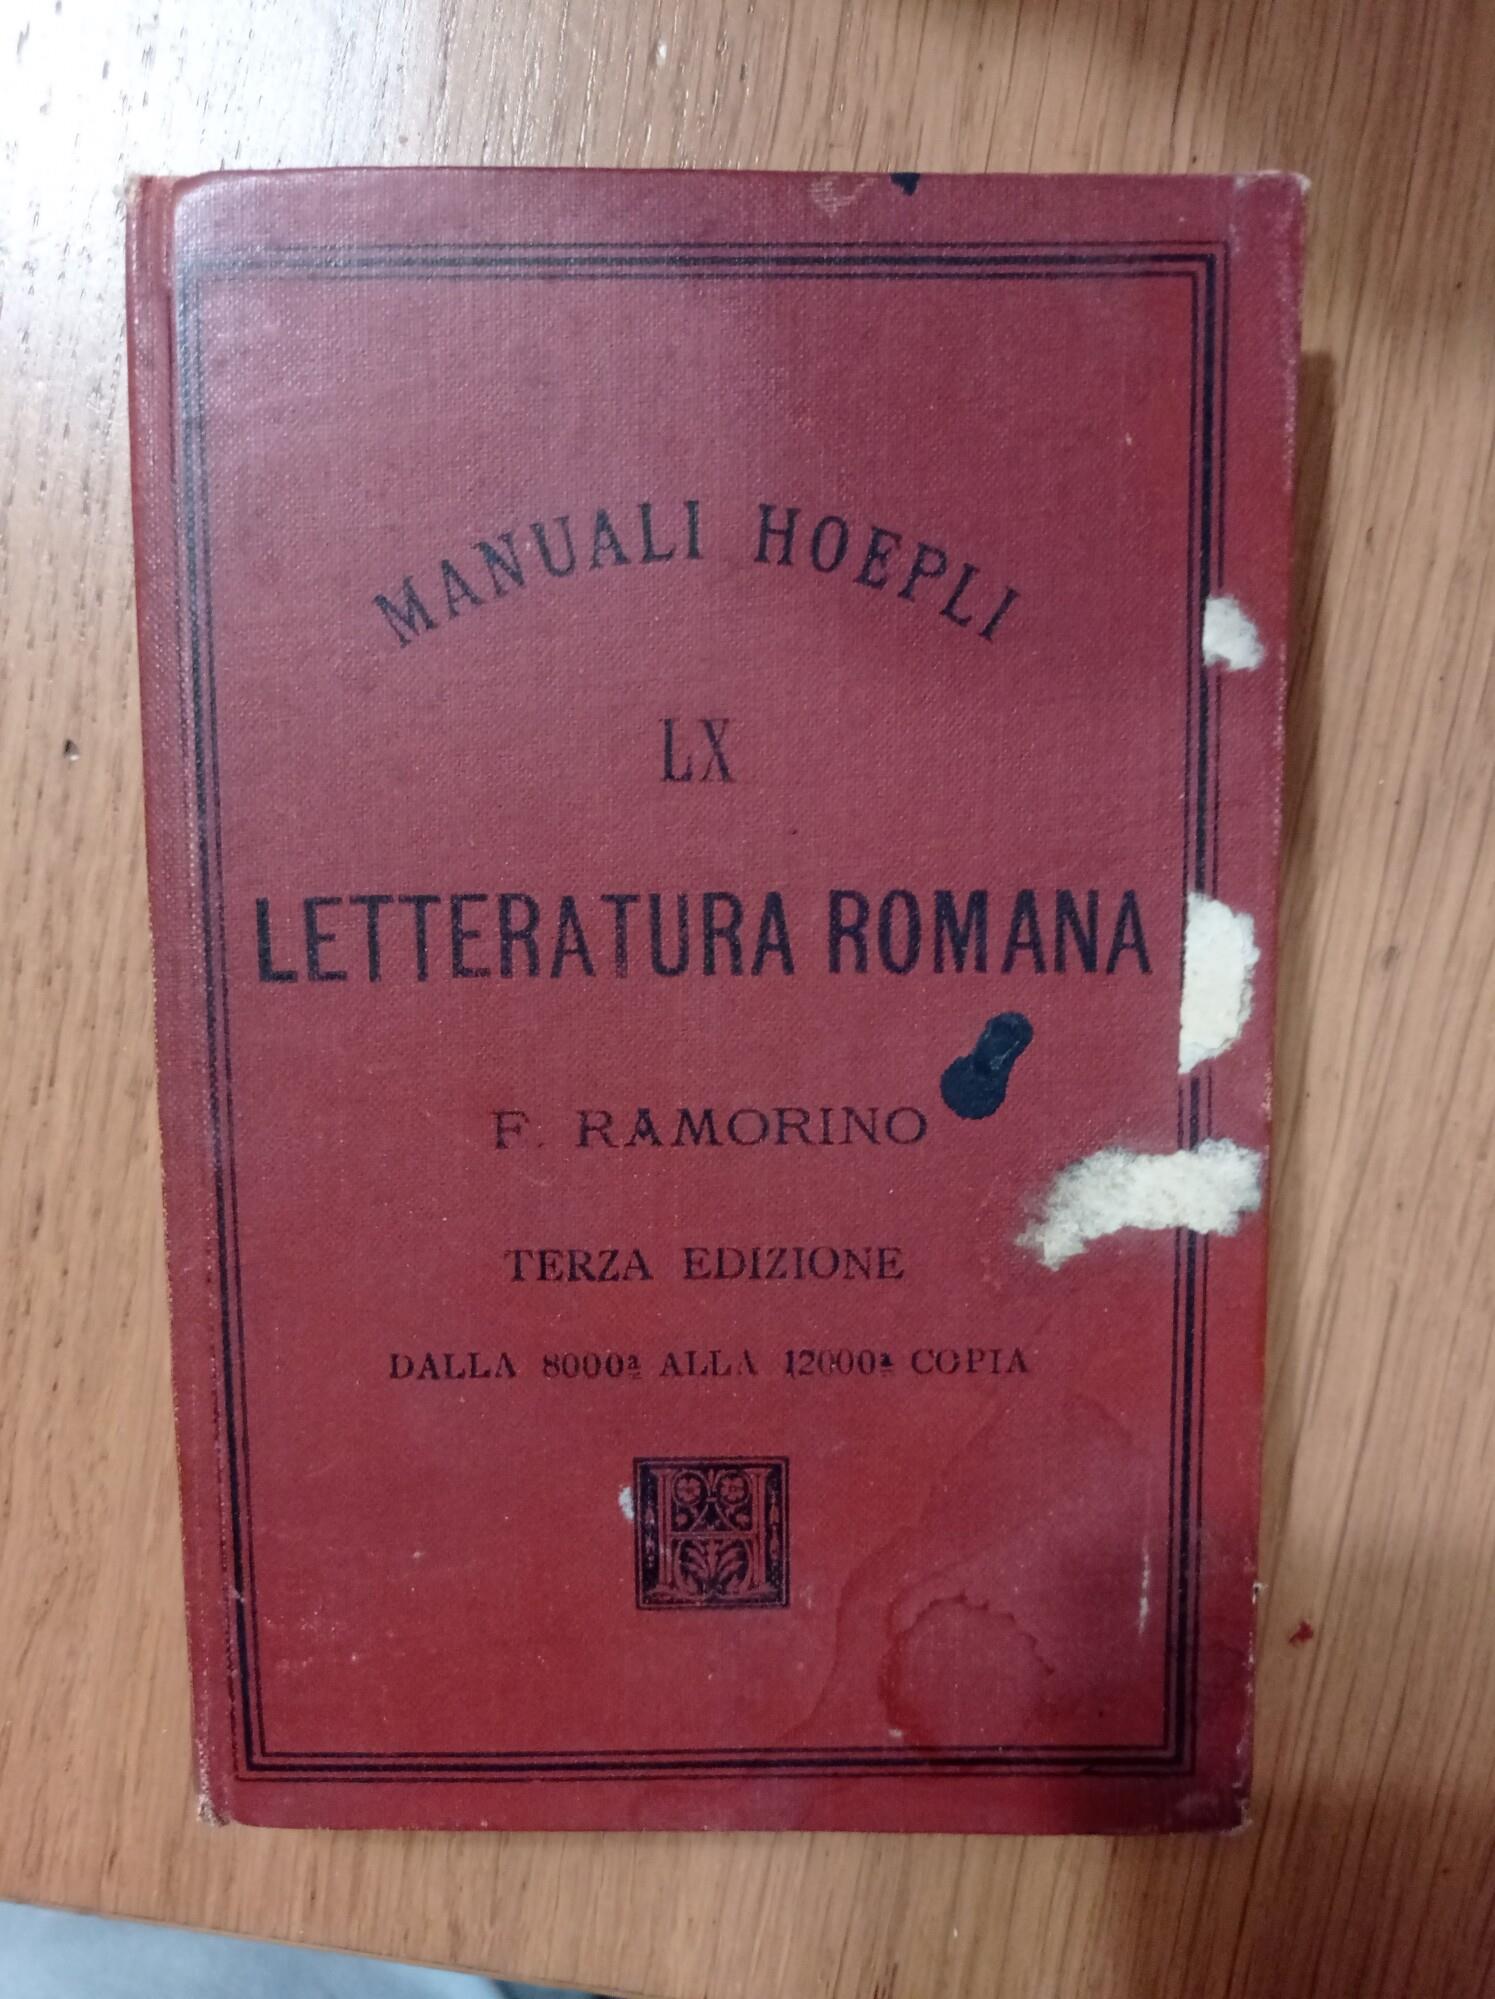 MANUALI HOEPLI
LX
LETTERATURA ROMANA
F. RAMORINO
TERZA EDIZIONE
DALLA 8000ª ALLA 12000ª COPIA
H